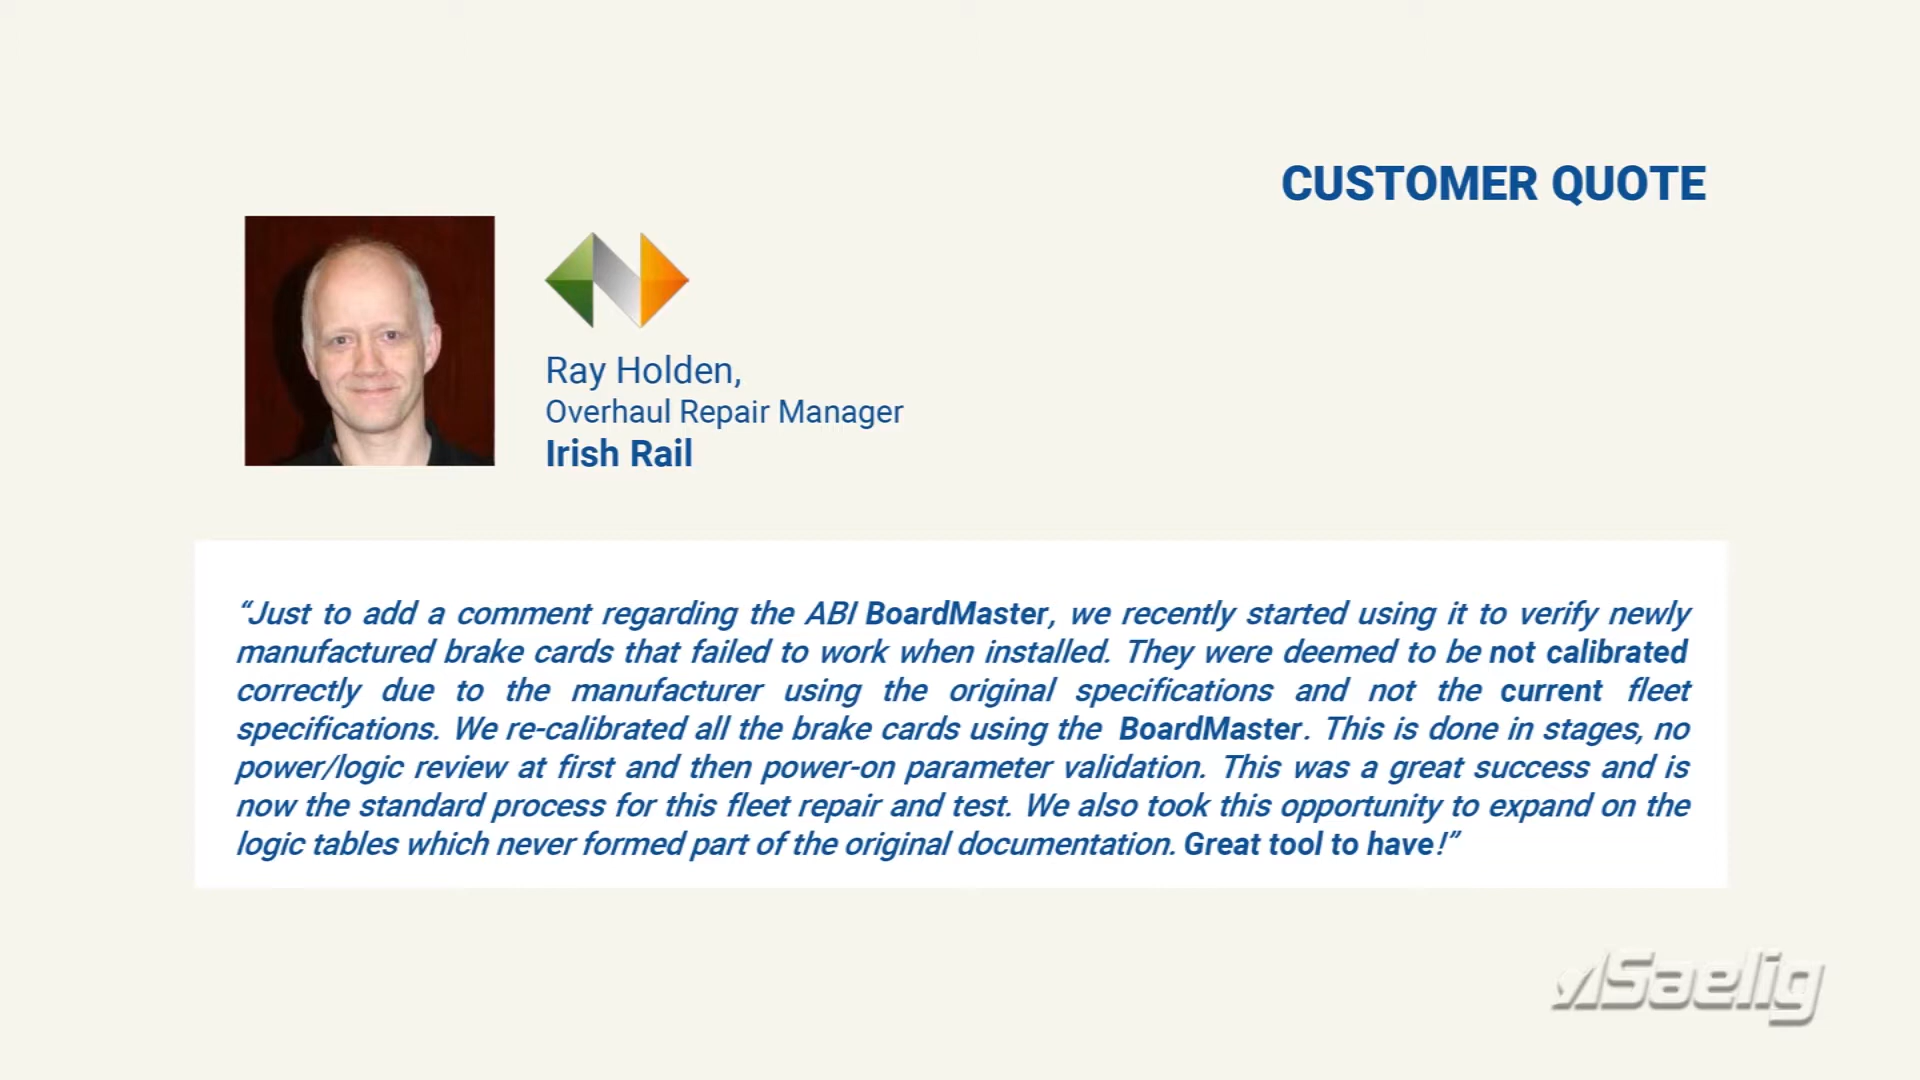 CUSTOMER QUOTE
Ray Holden,
Overhaul Repair Manager
Irish Rail
“Just to add a comment regarding the ABI BoardMaster, we recently started using it to verify newly
manufactured brake cards that failed to work when installed. They were deemed to be not calibrated
correctly due to the manufacturer using the original specifications and not the current fleet
specifications. We re-calibrated all the brake cards using the BoardMaster. This is done in stages, no
power/logic review at first and then power-on parameter validation. This was a great success and is
now the standard process for this fleet repair and test. We also took this opportunity to expand on the
logic tables which never formed part of the original documentation. Great tool to have!”
Saelig